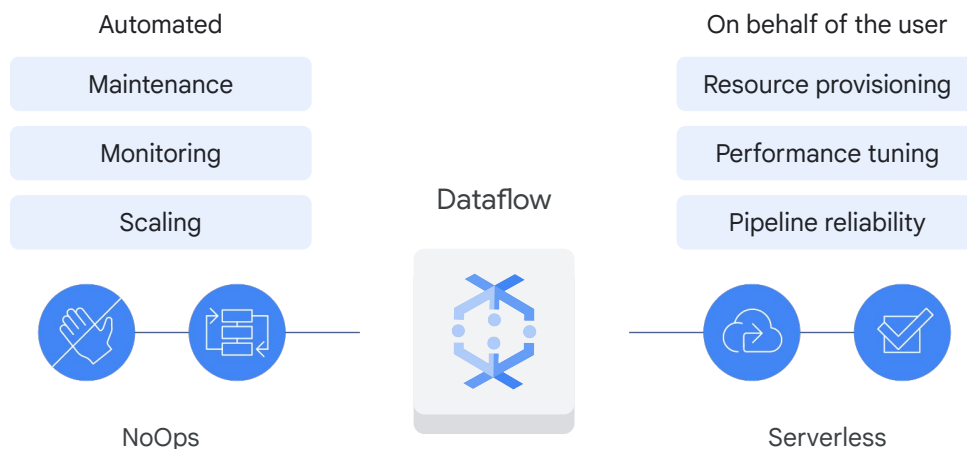 Automated
Maintenance
Monitoring
Scaling
NoOps
Dataflow
On behalf of the user
Resource provisioning
Performance tuning
Pipeline reliability
Serverless